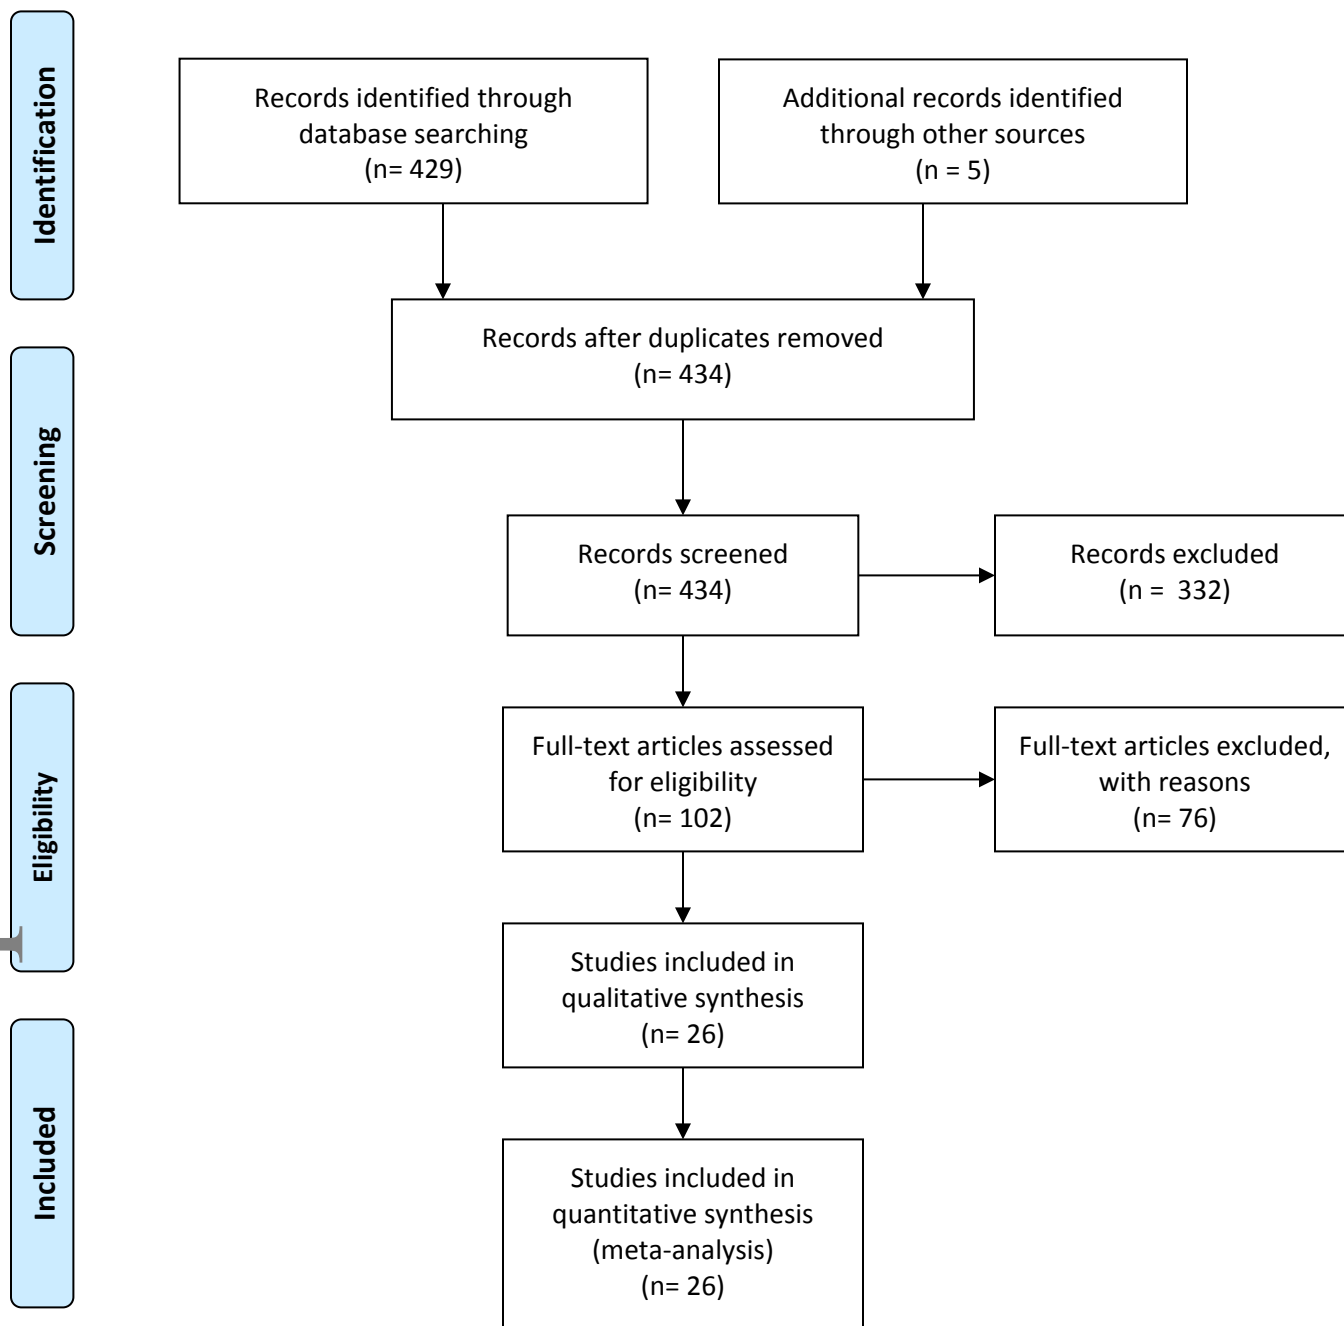 Identification
Records identified through
database searching
(n= 429)
Additional records identified
through other sources
(n = 5)
Records after duplicates removed
(n= 434)
Screening
Records screened
(n= 434)
Records excluded
(n =  332)
Eligibility
Full-text articles assessed
for eligibility
(n= 102)
Full-text articles excluded,
with reasons
(n= 76)
Studies included in
qualitative synthesis
(n= 26)
Included
Studies included in
quantitative synthesis
(meta-analysis)
(n= 26)